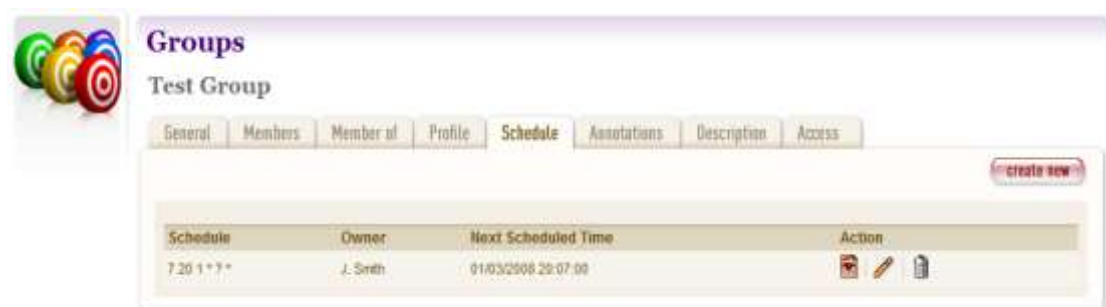 Groups
Test Group
General Members Member of Profile Schedule Annotations Description Access
create new
Schedule Owner Next Scheduled Time Action
7 20 1 * ? * J. Smith 01/03/2008 20:07:00